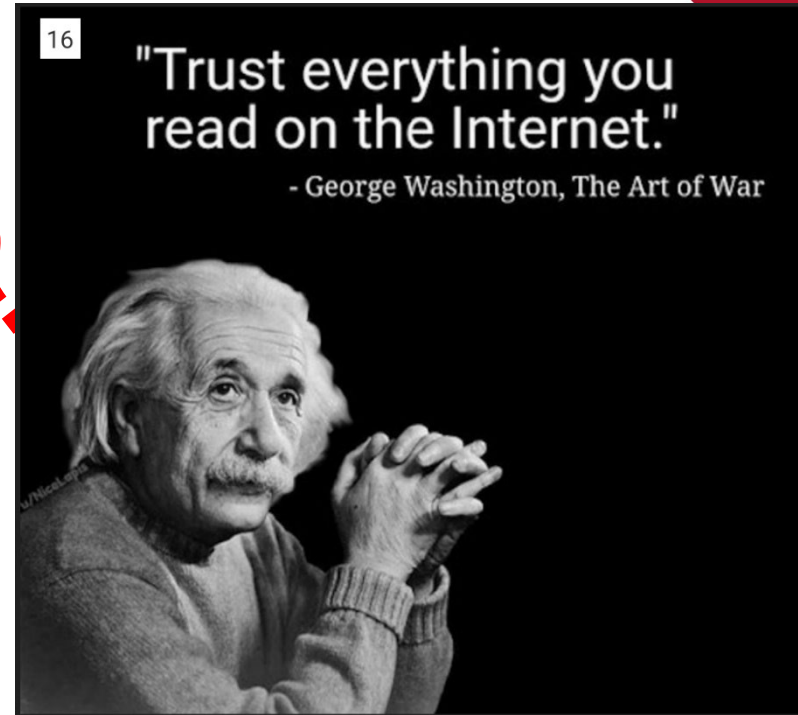 16
"Trust everything you
read on the Internet."
- George Washington, The Art of War